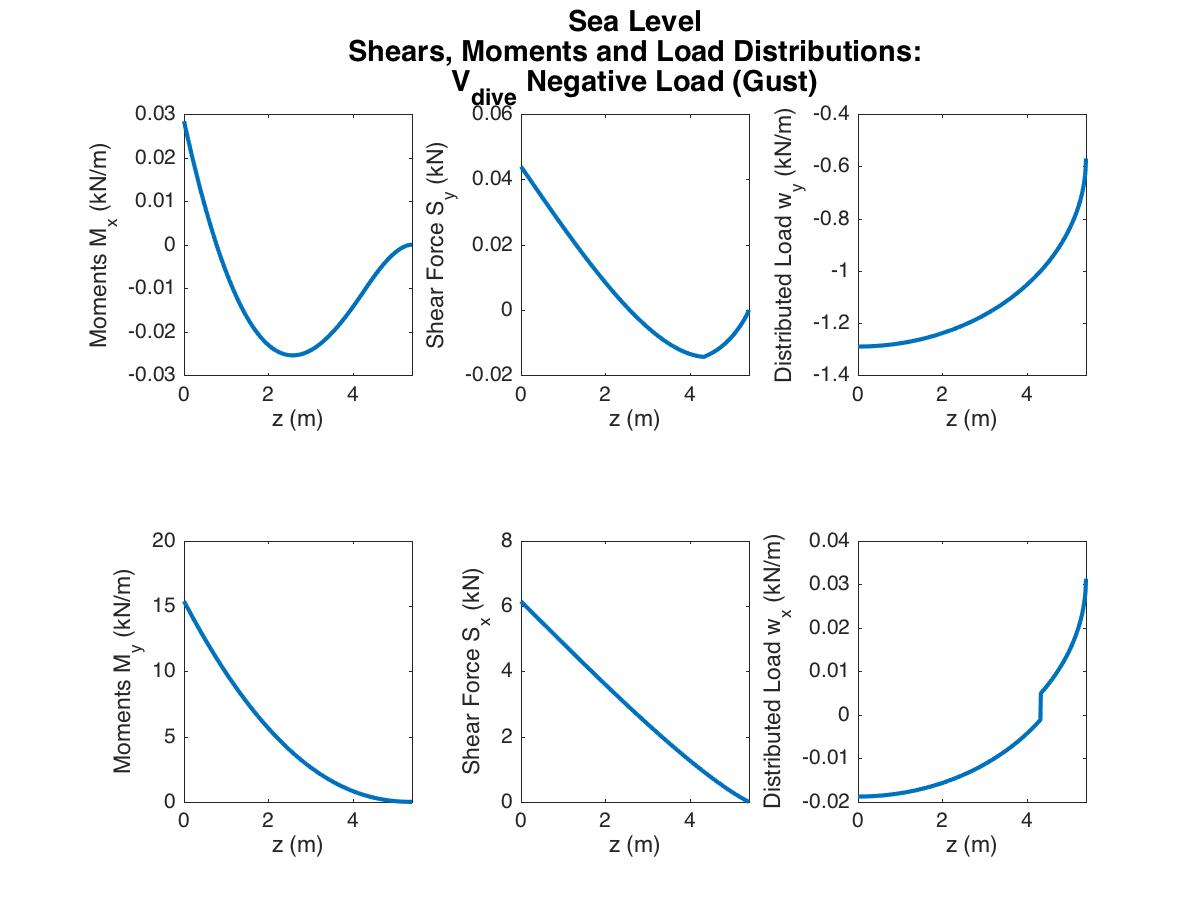 Sea Level
Shears, Moments and Load Distributions:
V_dive Negative Load (Gust)
0.03
0.02
0.01
0
-0.01
-0.02
-0.03
Moments M_x (kN/m)
0 2 4
z (m)
0.06
0.04
0.02
0
-0.02
Shear Force S_y (kN)
0 2 4
z (m)
-0.4
-0.6
-0.8
-1
-1.2
-1.4
Distributed Load w_y (kN/m)
0 2 4
z (m)
20
15
10
5
0
Moments M_y (kN/m)
0 2 4
z (m)
8
6
4
2
0
Shear Force S_x (kN)
0 2 4
z (m)
0.04
0.03
0.02
0.01
0
-0.01
-0.02
Distributed Load w_x (kN/m)
0 2 4
z (m)